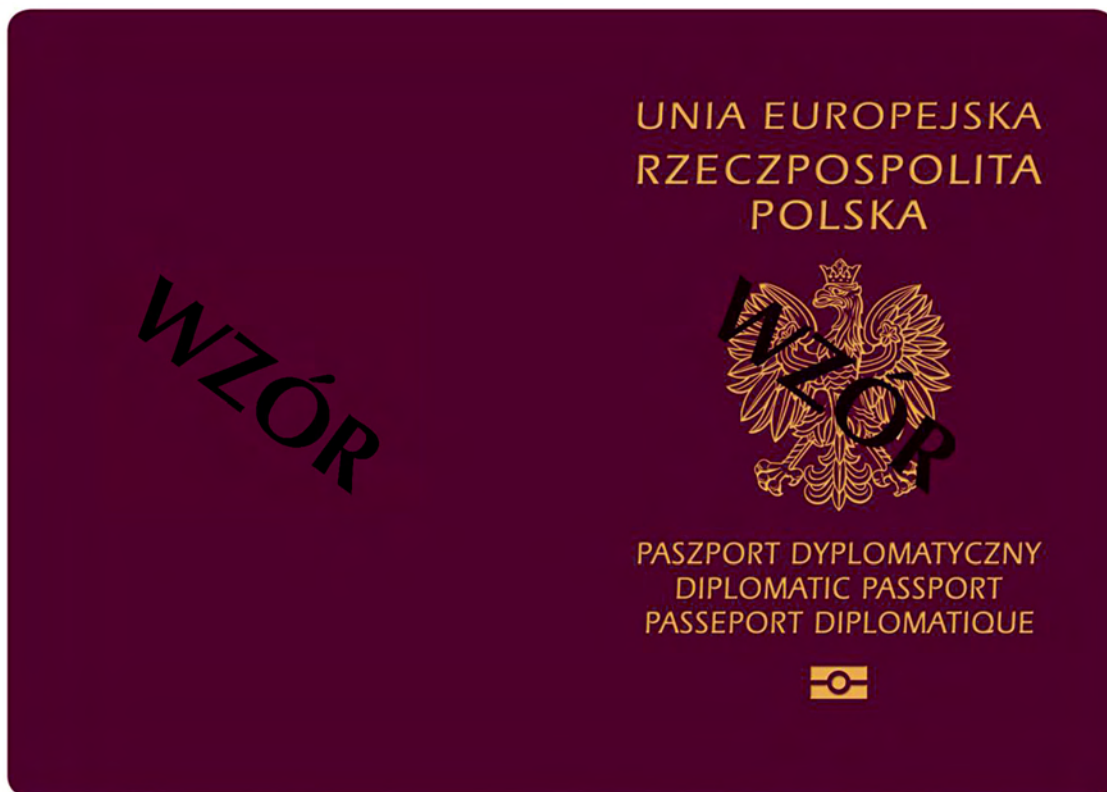 WZÓR
UNIA EUROPEJSKA
RZECZPOSPOLITA
POLSKA
WZÓR
PASZPORT DYPLOMATYCZNY
DIPLOMATIC PASSPORT
PASSEPORT DIPLOMATIQUE